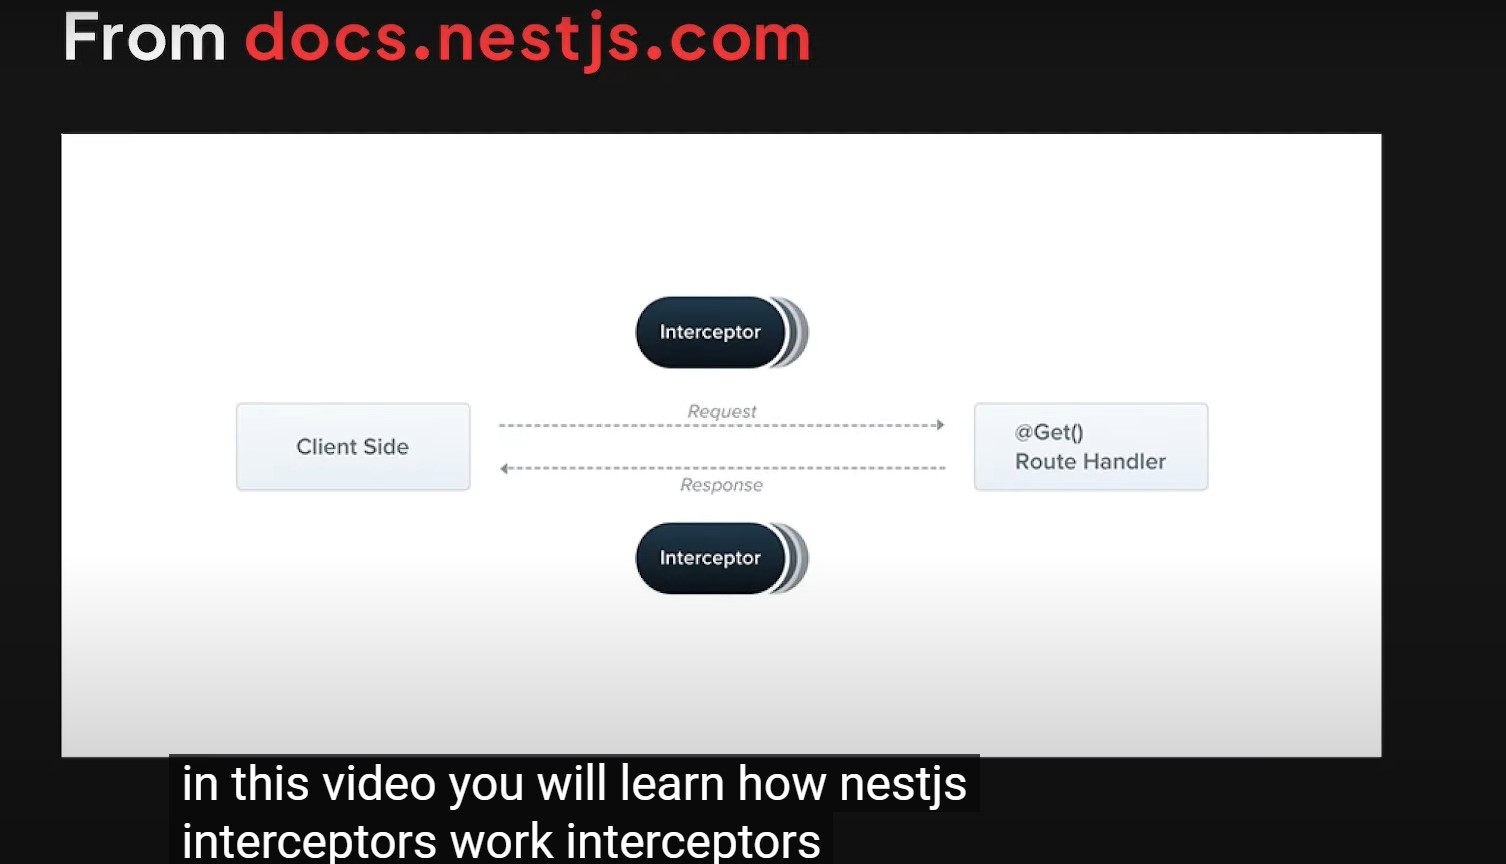 From docs.nestjs.com
Interceptor
Request
Client Side
@Get()
Route Handler
Response
Interceptor
in this video you will learn how nestjs
interceptors work interceptors